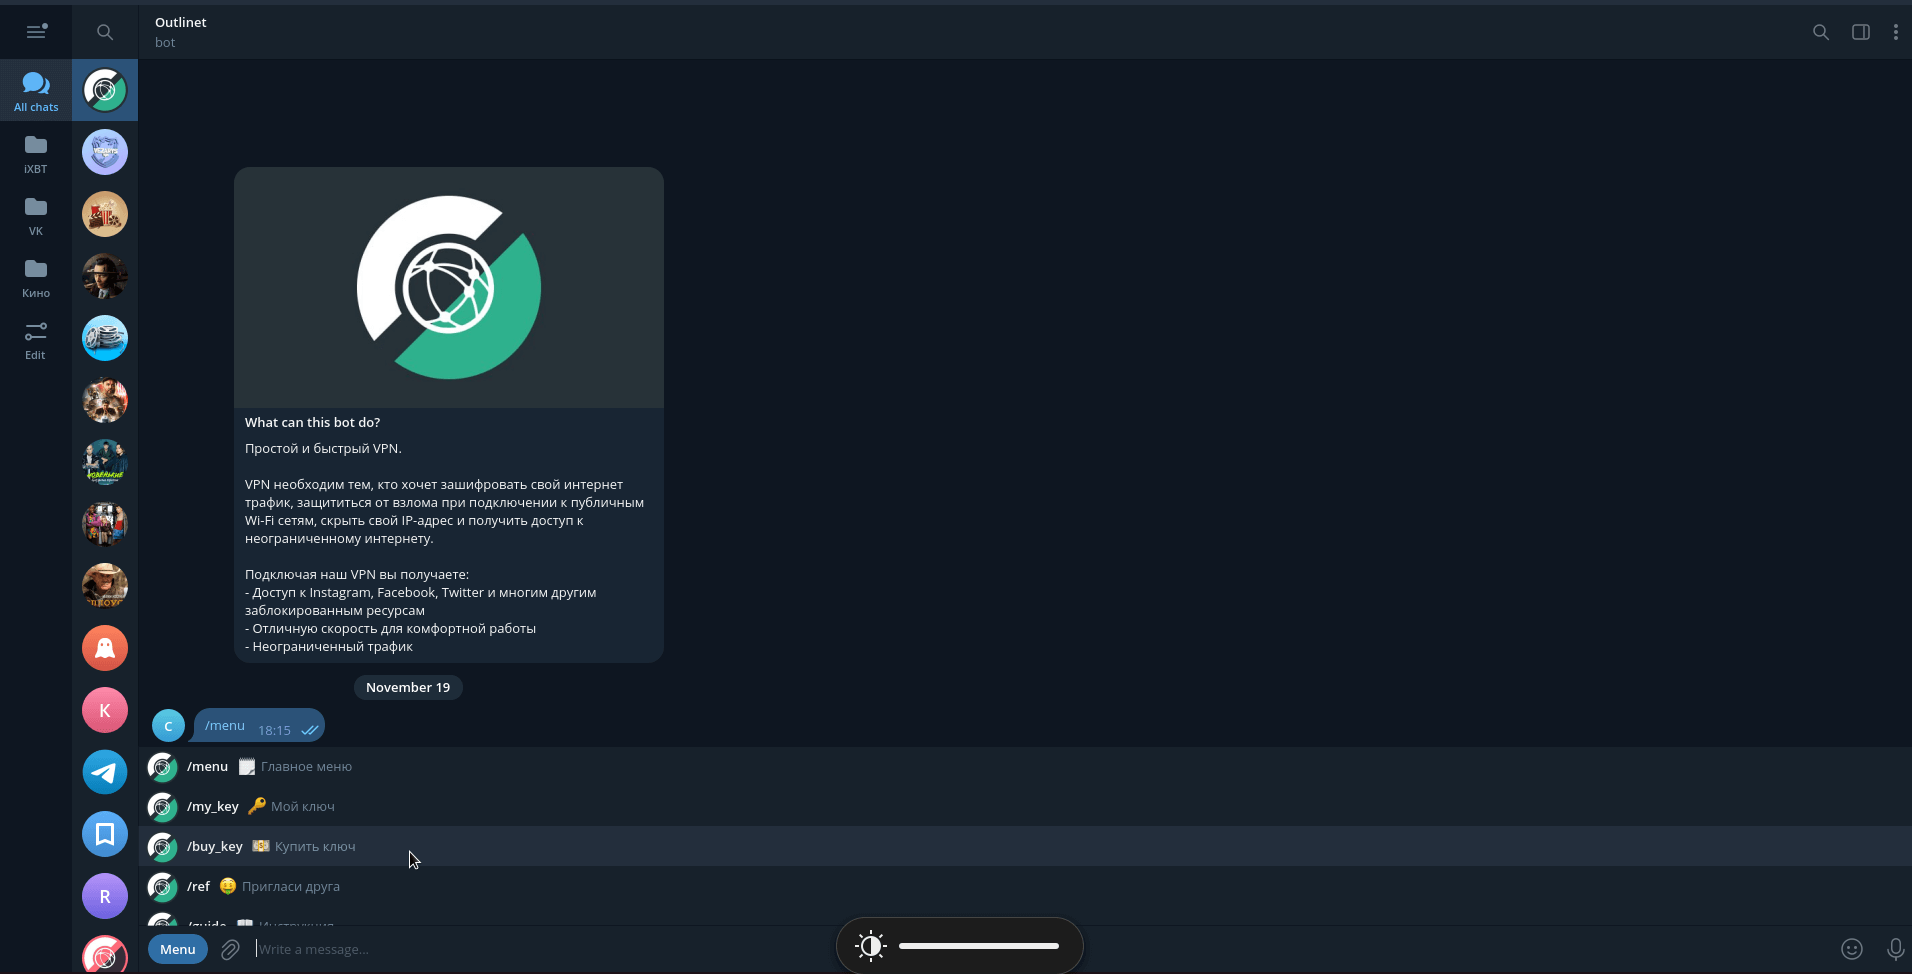 Outlinet
bot
All chats
iXBT
VK
Кино
Edit
What can this bot do?
Простой и быстрый VPN.
VPN необходим тем, кто хочет зашифровать свой интернет
трафик, защититься от взлома при подключении к публичным
Wi-Fi сетям, скрыть свой IP-адрес и получить доступ к
неограниченному интернету.
Подключая наш VPN вы получаете:
- Доступ к Instagram, Facebook, Twitter и многим другим
заблокированным ресурсам
- Отличную скорость для комфортной работы
- Неограниченный трафик
November 19
C
/menu 18:15
/menu Главное меню
/my_key Мой ключ
/buy_key Купить ключ
/ref Пригласи друга
/guide Инструкция
K
R
Menu
Write a message...